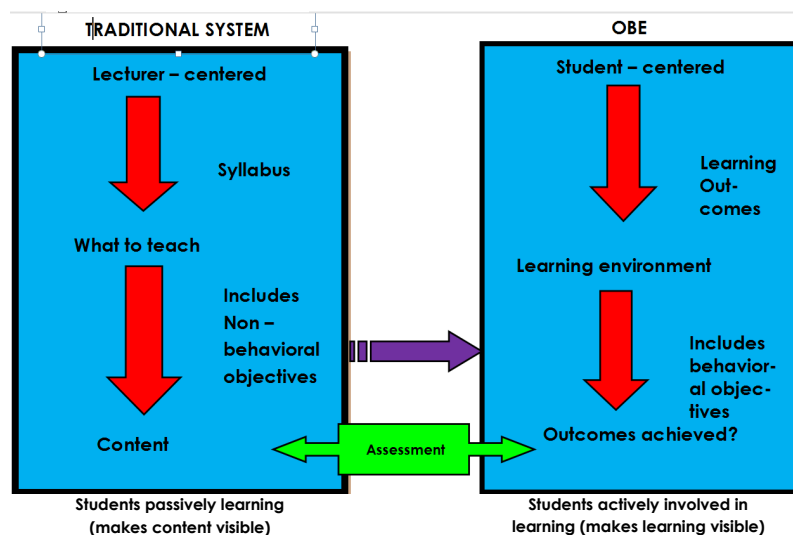 TRADITIONAL SYSTEM
Lecturer – centered
Syllabus
What to teach
Includes
Non –
behavioral
objectives
Content
Students passively learning
(makes content visible)
Assessment
OBE
Student – centered
Learning
Out-
comes
Learning environment
Includes
behavior-
al objec-
tives
Outcomes achieved?
Students actively involved in
learning (makes learning visible)